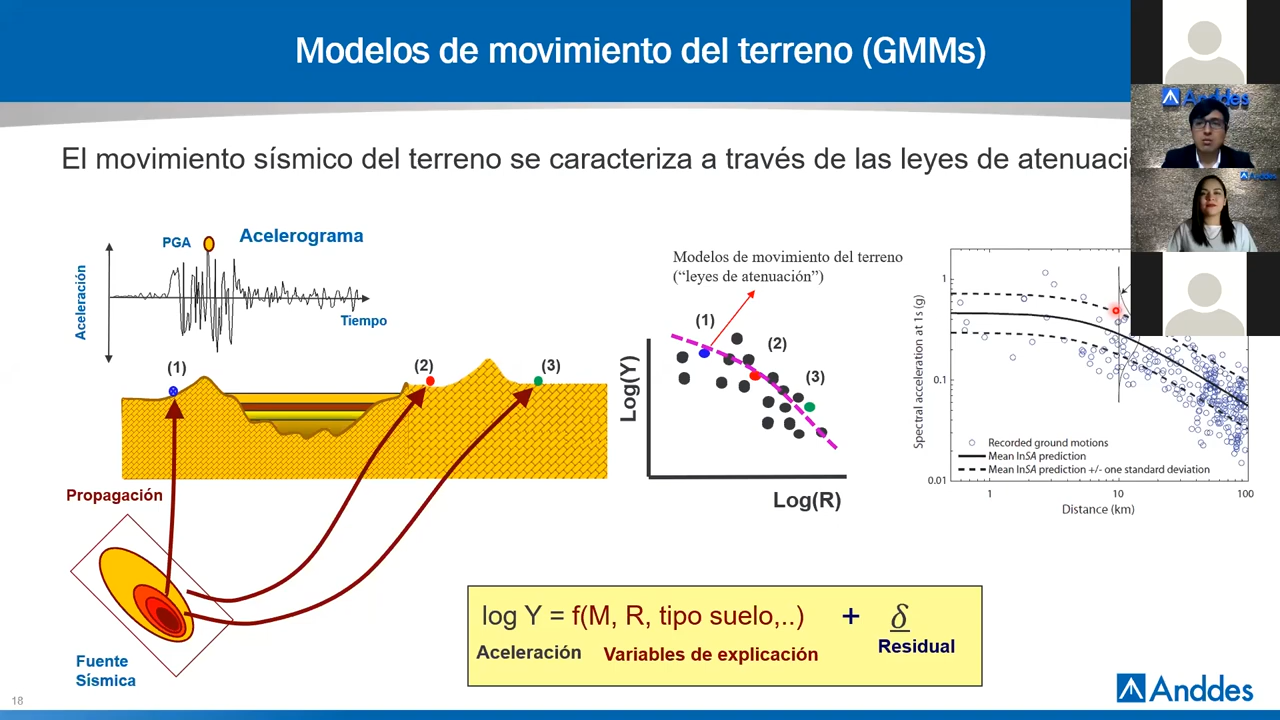 Modelos de movimiento del terreno (GMMs)
Anddes
Anddes
El movimiento sísmico del terreno se caracteriza a través de las leyes de
PGA
Acelerograma
Aceleración
Tiempo
(1)
(2)
(3)
Propagación
Fuente
Sísmica
Modelos de movimiento del terreno
(“leyes de atenuación”)
(1)
(2)
(3)
Log(Y)
Log(R)
Spectral acceleration at 1s (g)
1
0.1
0.01
Recorded ground motions
Mean lnSA prediction
Mean lnSA prediction +/- one standard deviation
1
10
100
Distance (km)
log Y = f(M, R, tipo suelo,..) + δ
Aceleración Variables de explicación Residual
18
Anddes